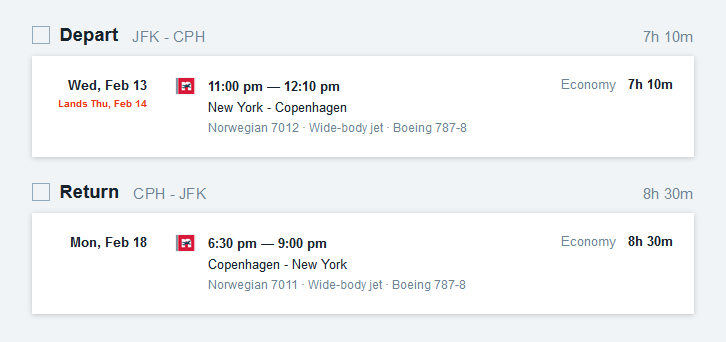 Depart JFK - CPH 7h 10m
Wed, Feb 13 11:00 pm — 12:10 pm Economy 7h 10m
Lands Thu, Feb 14 New York - Copenhagen
Norwegian 7012 · Wide-body jet · Boeing 787-8
Return CPH - JFK 8h 30m
Mon, Feb 18 6:30 pm — 9:00 pm Economy 8h 30m
Copenhagen - New York
Norwegian 7011 · Wide-body jet · Boeing 787-8